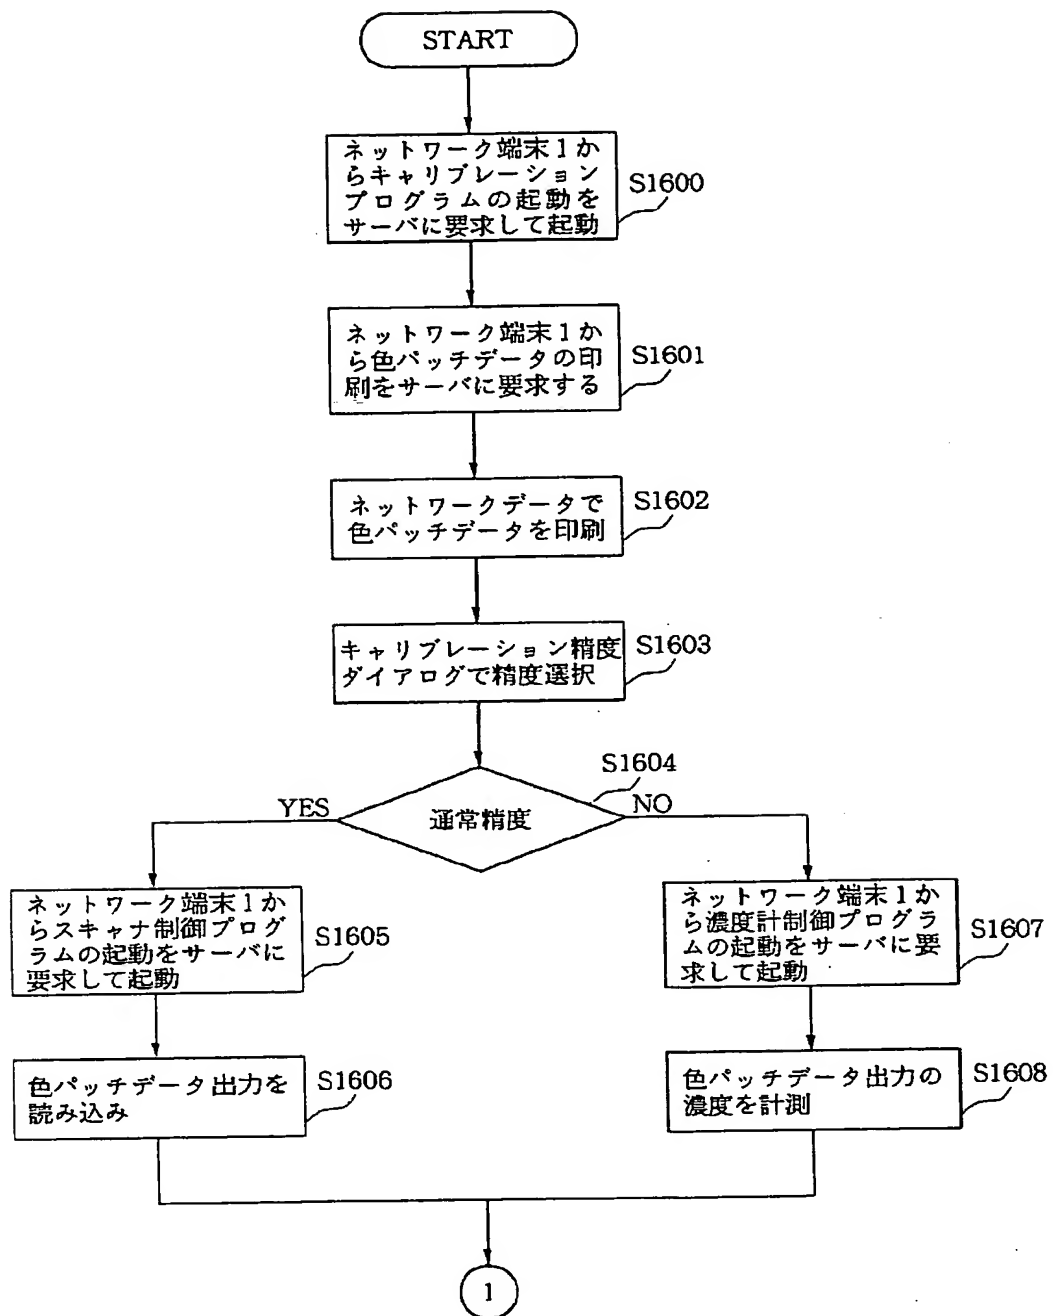 START
ネットワーク端末1か
らキャリブレーション
プログラムの起動を
サーバに要求して起動
S1600
ネットワーク端末1か
ら色パッチデータの印
刷をサーバに要求する
S1601
ネットワークデータで
色パッチデータを印刷
S1602
キャリブレーション精度
ダイアログで精度選択
S1603
S1604
YES
通常精度
NO
ネットワーク端末1か
らスキャナ制御プログ
ラムの起動をサーバに
要求して起動
S1605
ネットワーク端末1か
ら濃度計制御プログラ
ムの起動をサーバに要
求して起動
S1607
色パッチデータ出力を
読み込み
S1606
色パッチデータ出力の
濃度を計測
S1608
1